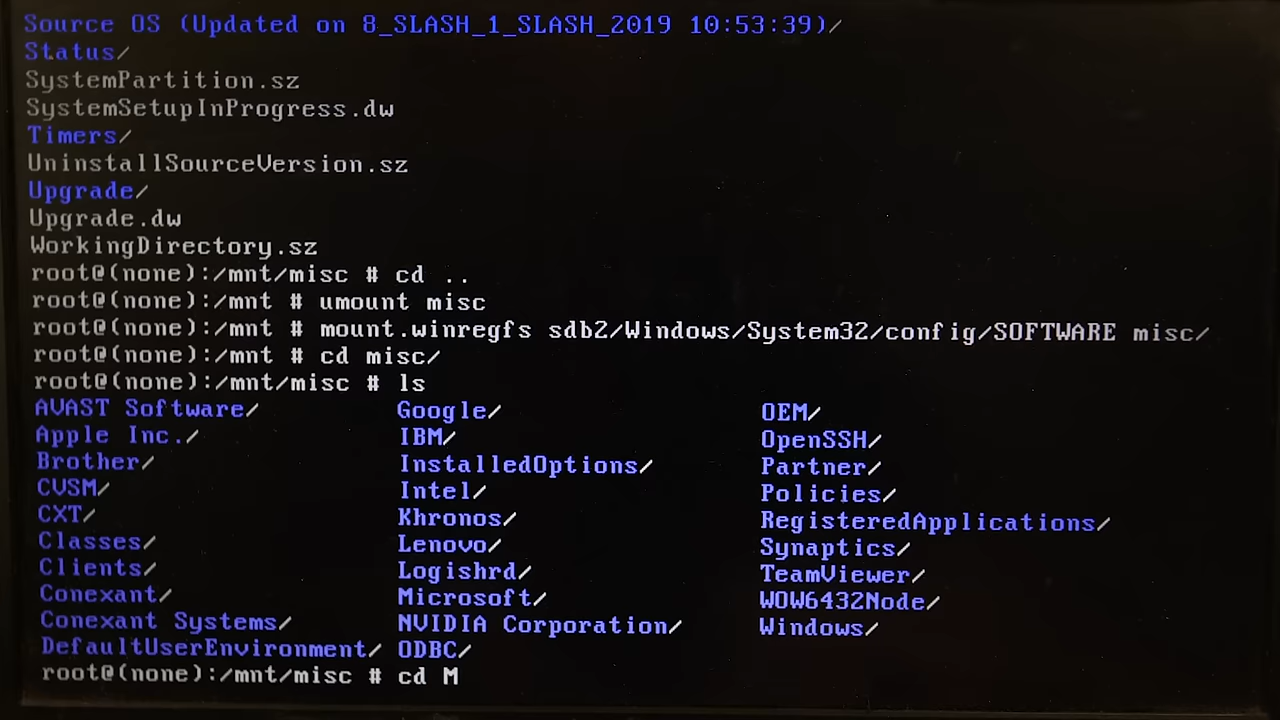 Source OS (Updated on 8_SLASH_1_SLASH_2019 10:53:39)/
Status/
SystemPartition.sz
SystemSetupInProgress.dw
Timers/
UninstallSourceVersion.sz
Upgrade/
Upgrade.dw
WorkingDirectory.sz
root@(none):/mnt/misc # cd ..
root@(none):/mnt # umount misc
root@(none):/mnt # mount.winregfs sdb2/Windows/System32/config/SOFTWARE misc/
root@(none):/mnt # cd misc/
root@(none):/mnt/misc # ls
AVAST Software/ Google/ OEM/
Apple Inc./ IBM/ OpenSSH/
Brother/ InstalledOptions/ Partner/
CVSM/ Intel/ Policies/
CXT/ Khronos/ RegisteredApplications/
Classes/ Lenovo/ Synaptics/
Clients/ Logishrd/ TeamViewer/
Conexant/ Microsoft/ WOW6432Node/
Conexant Systems/ NVIDIA Corporation/ Windows/
DefaultUserEnvironment/ ODBC/
root@(none):/mnt/misc # cd M